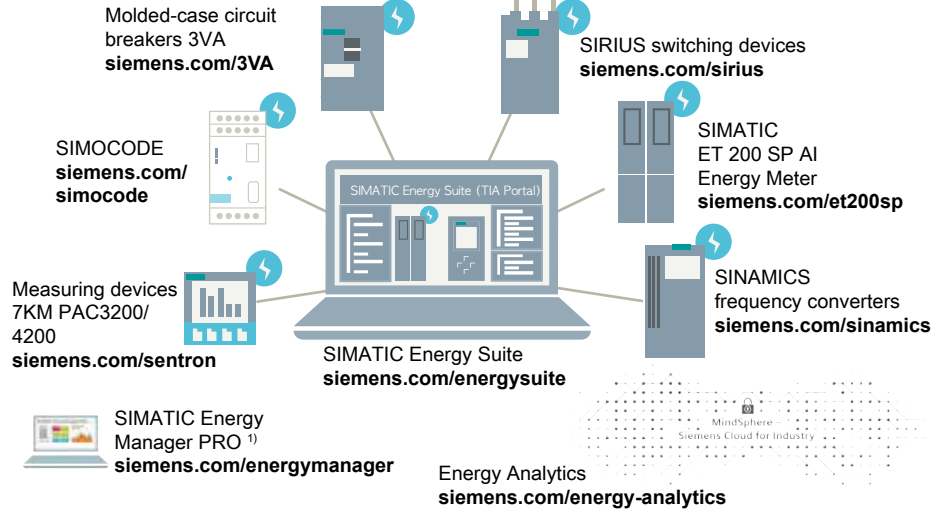 Molded-case circuit
breakers 3VA
siemens.com/3VA
SIRIUS switching devices
siemens.com/sirius
SIMOCODE
siemens.com/
simocode
SIMATIC
ET 200 SP AI
Energy Meter
siemens.com/et200sp
SIMATIC Energy Suite (TIA Portal)
Measuring devices
7KM PAC3200/
4200
siemens.com/sentron
SINAMICS
frequency converters
siemens.com/sinamics
SIMATIC Energy Suite
siemens.com/energysuite
SIMATIC Energy
Manager PRO 1)
siemens.com/energymanager
MindSphere
Siemens Cloud for Industry
Energy Analytics
siemens.com/energy-analytics